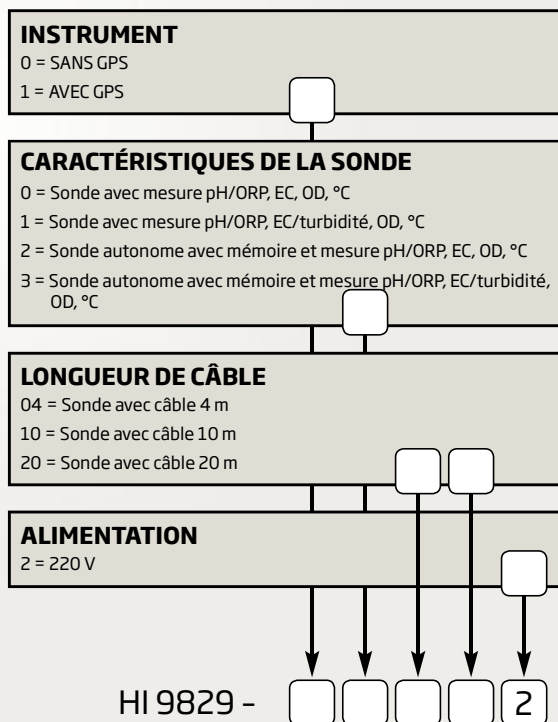 INSTRUMENT
0 = SANS GPS
1 = AVEC GPS
CARACTÉRISTIQUES DE LA SONDE
0 = Sonde avec mesure pH/ORP, EC, OD, °C
1 = Sonde avec mesure pH/ORP, EC/turbidité, OD, °C
2 = Sonde autonome avec mémoire et mesure pH/ORP, EC, OD, °C
3 = Sonde autonome avec mémoire et mesure pH/ORP, EC/turbidité,
OD, °C
LONGUEUR DE CÂBLE
04 = Sonde avec câble 4 m
10 = Sonde avec câble 10 m
20 = Sonde avec câble 20 m
ALIMENTATION
2 = 220 V
HI 9829 - 2